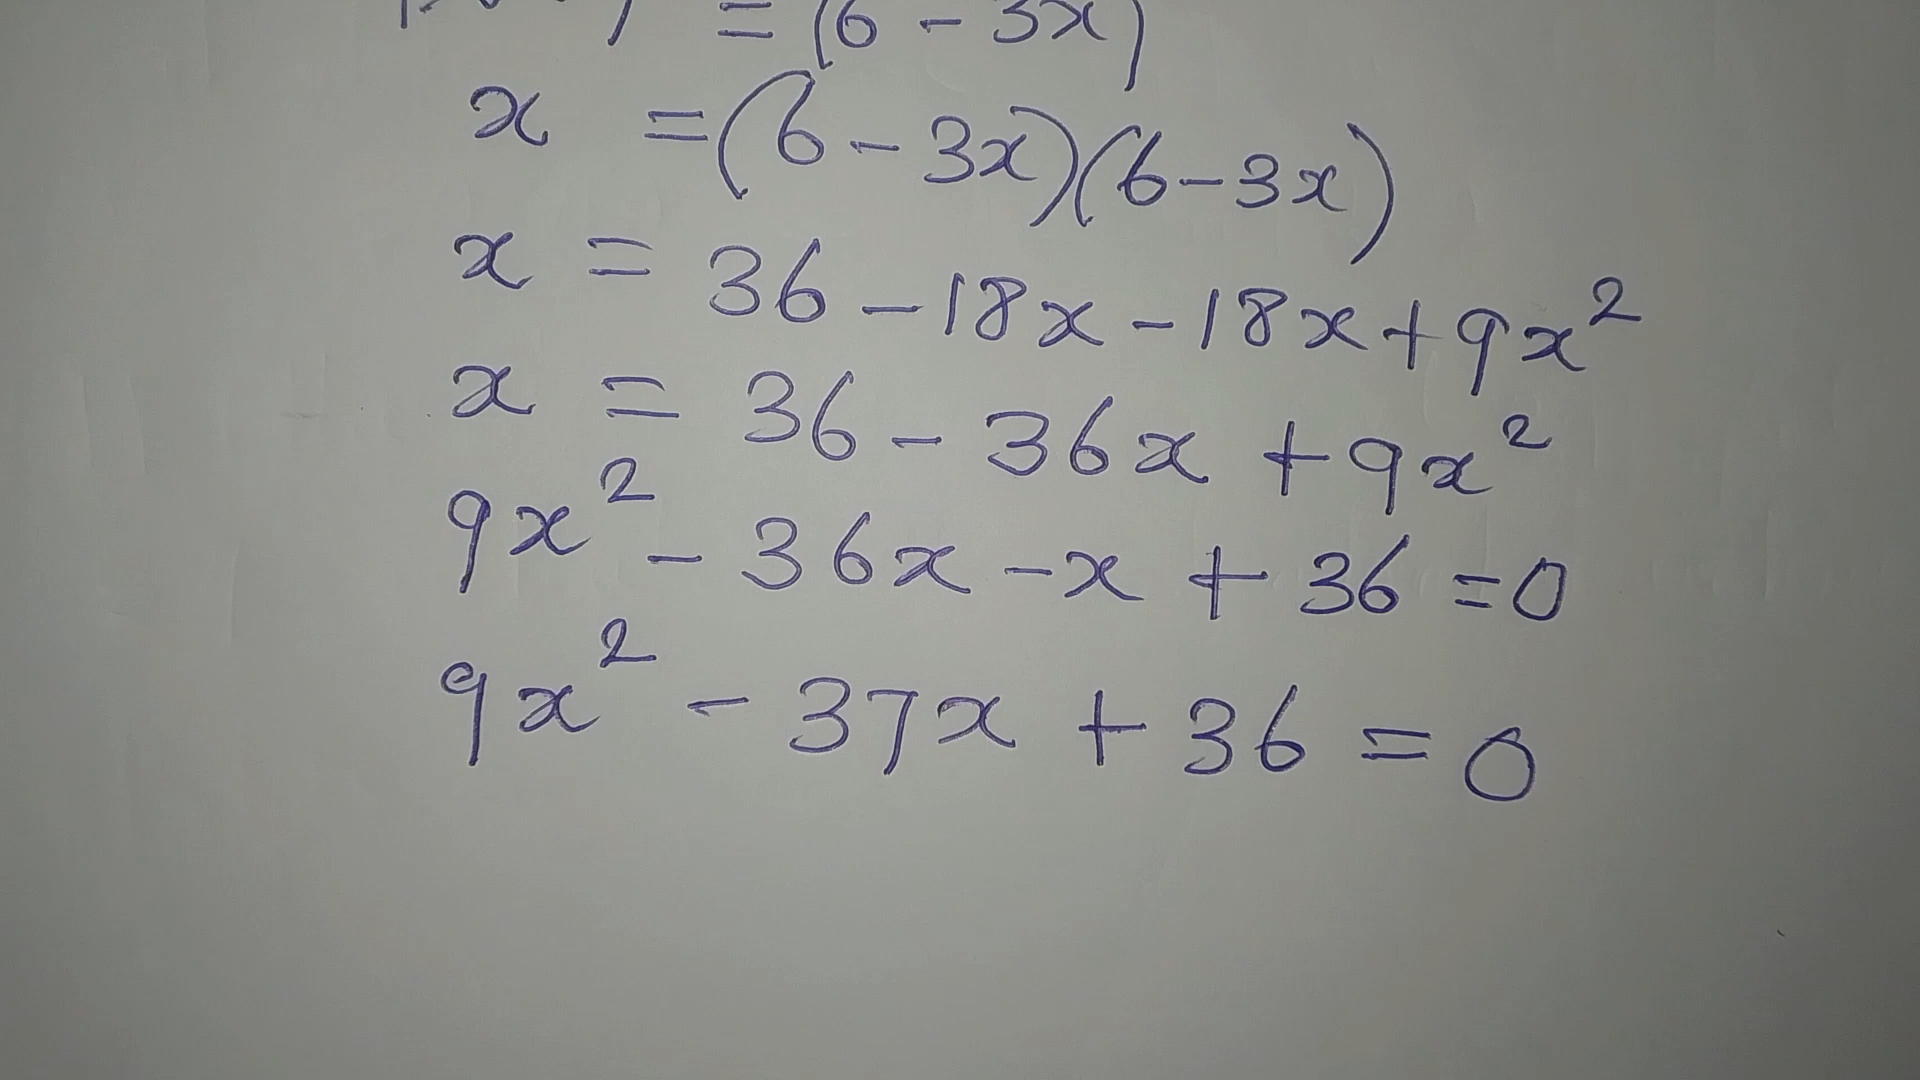 = (6 - 3x)
x = (6 - 3x)(6 - 3x)
x = 36 - 18x - 18x + 9x²
x = 36 - 36x + 9x²
9x² - 36x - x + 36 = 0
9x² - 37x + 36 = 0